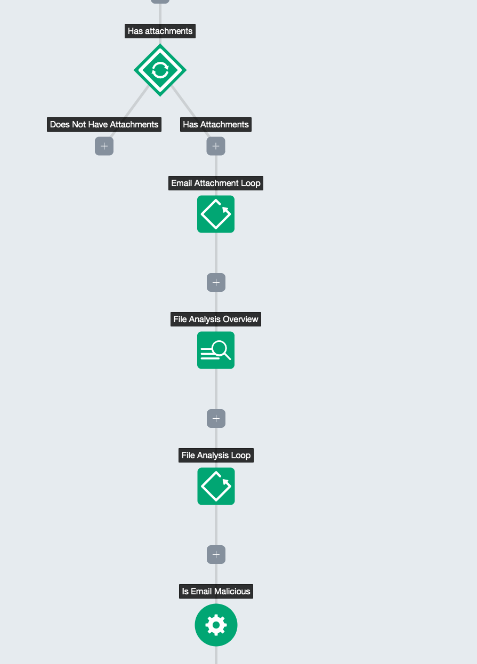 Has attachments
Does Not Have Attachments
Has Attachments
Email Attachment Loop
File Analysis Overview
File Analysis Loop
Is Email Malicious